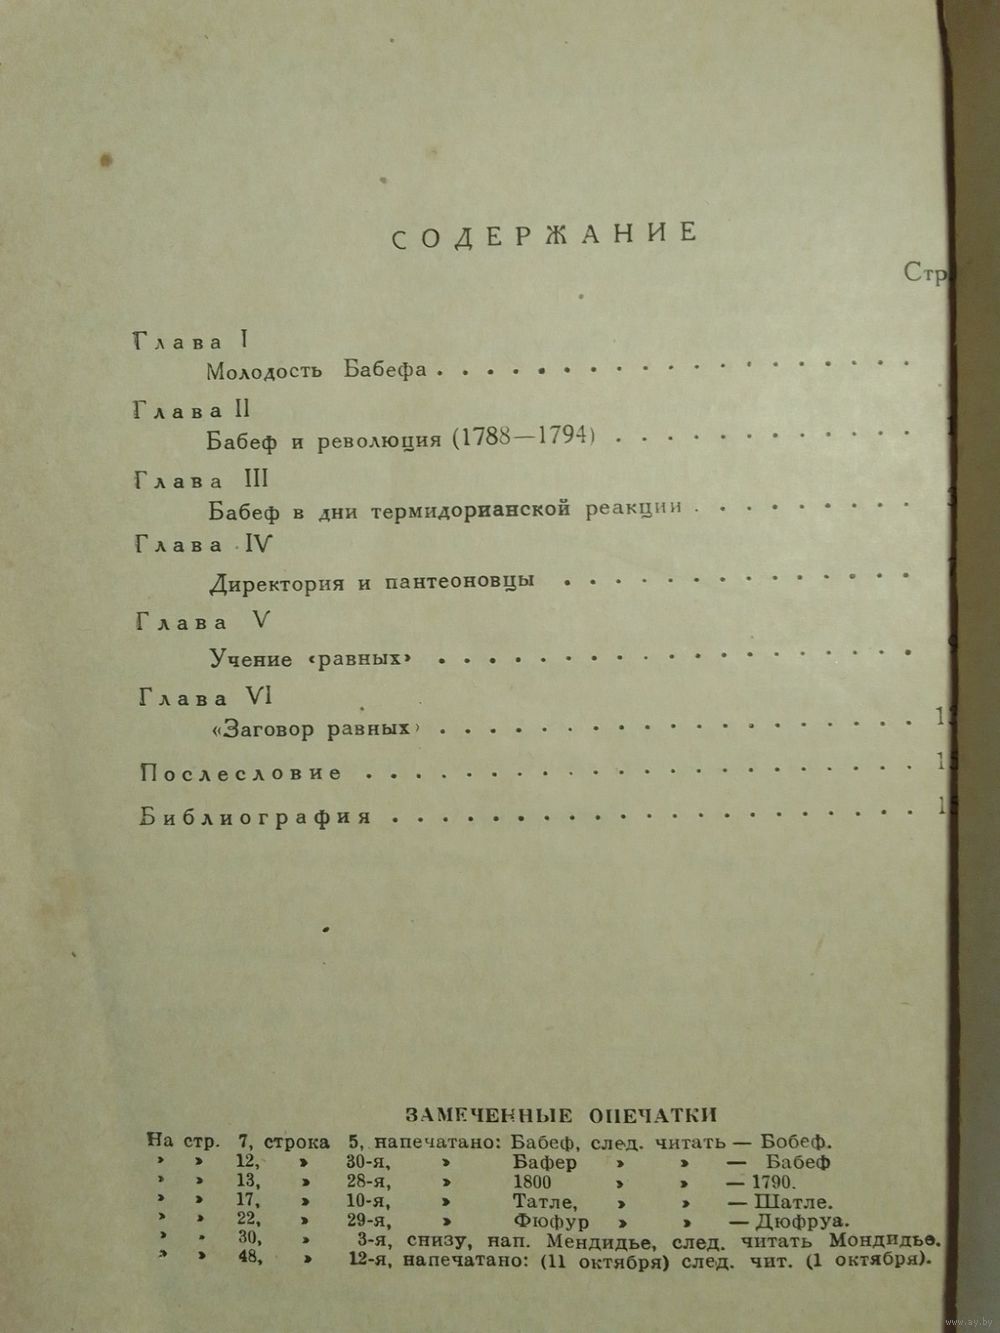 СОДЕРЖАНИЕ
Стр
Глава I
Молодость Бабефа . . . . . . . . . . . . . . . . . . .
Глава II
Бабеф и революция (1788—1794) . . . . . . . . . . . .
Глава III
Бабеф в дни термидорианской реакции . . . . . . . . .
Глава IV
Директория и пантеоновцы . . . . . . . . . . . . . .
Глава V
Учение «равных» . . . . . . . . . . . . . . . . . . .
Глава VI
«Заговор равных» . . . . . . . . . . . . . . . . . . .
Послесловие . . . . . . . . . . . . . . . . . . . . . .
Библиография . . . . . . . . . . . . . . . . . . . . .
ЗАМЕЧЕННЫЕ ОПЕЧАТКИ
На стр. 7, строка 5, напечатано: Бабеф, след. читать — Бобеф.
» » 12, » 30-я, » Бафер » » — Бабеф
» » 13, » 28-я, » 1800 » » — 1790.
» » 17, » 10-я, » Татле, » » — Шатле.
» » 22, » 29-я, » Фюфур » » — Дюфруа.
» » 30, » 3-я, снизу, нап. Мендидье, след. читать Мондидье.
» » 48, » 12-я, напечатано: (11 октября) след. чит. (1 октября).
www.ay.by